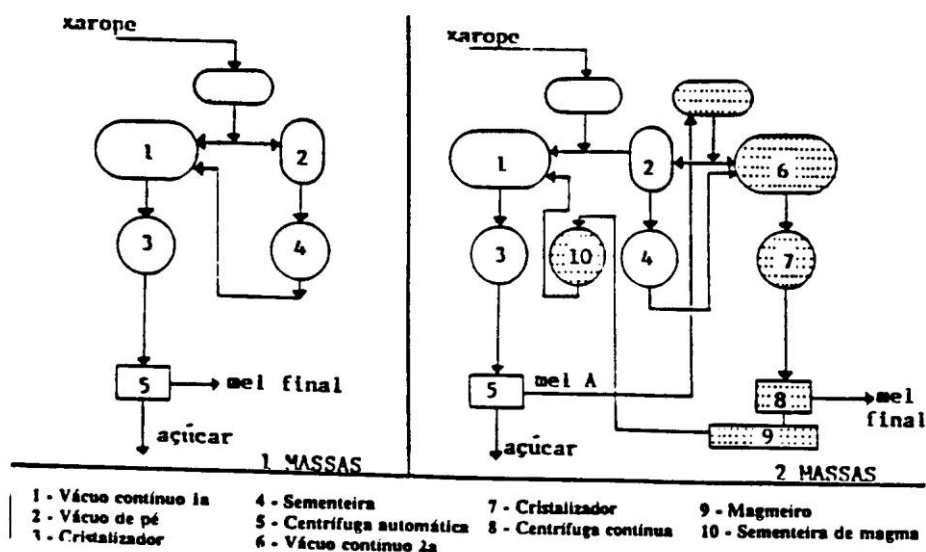 xarope
1
2
3
4
5
mel final
açúcar
1 MASSAS
xarope
1
2
6
3
10
4
7
5
mel A
8
mel
final
9
açúcar
2 MASSAS
1 - Vácuo contínuo 1a
2 - Vácuo de pé
3 - Cristalizador
4 - Sementeira
5 - Centrífuga automática
6 - Vácuo contínuo 2a
7 - Cristalizador
8 - Centrífuga contínua
9 - Magmeiro
10 - Sementeira de magma